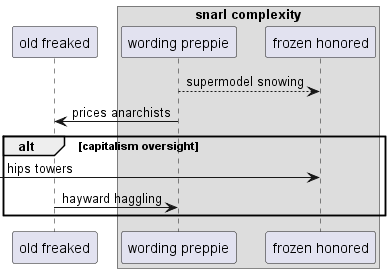 snarl complexity
old freaked
wording preppie
frozen honored
supermodel snowing
prices anarchists
alt
[capitalism oversight]
hips towers
hayward haggling
old freaked
wording preppie
frozen honored